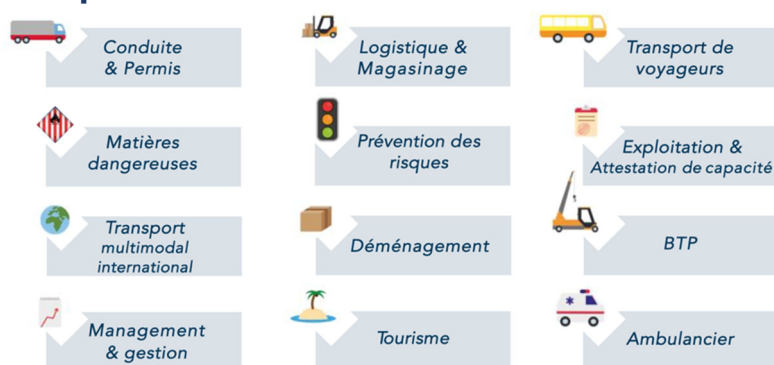 Conduite
& Permis
Logistique &
Magasinage
Transport de
voyageurs
Matières
dangereuses
Prévention des
risques
Exploitation &
Attestation de capacité
Transport
multimodal
international
Déménagement
BTP
Management
& gestion
Tourisme
Ambulancier